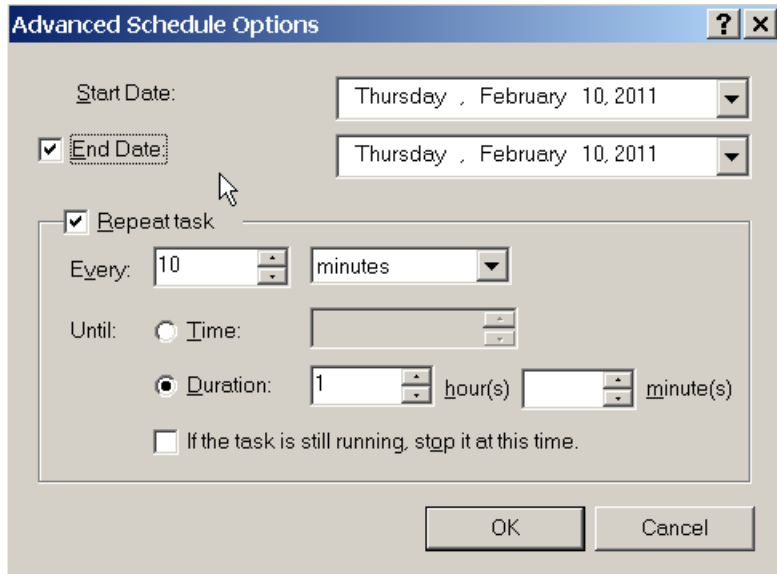 Advanced Schedule Options
Start Date: Thursday , February 10, 2011
End Date: Thursday , February 10, 2011
Repeat task
Every: 10 minutes
Until: Time:
Duration: 1 hour(s) minute(s)
If the task is still running, stop it at this time.
OK Cancel